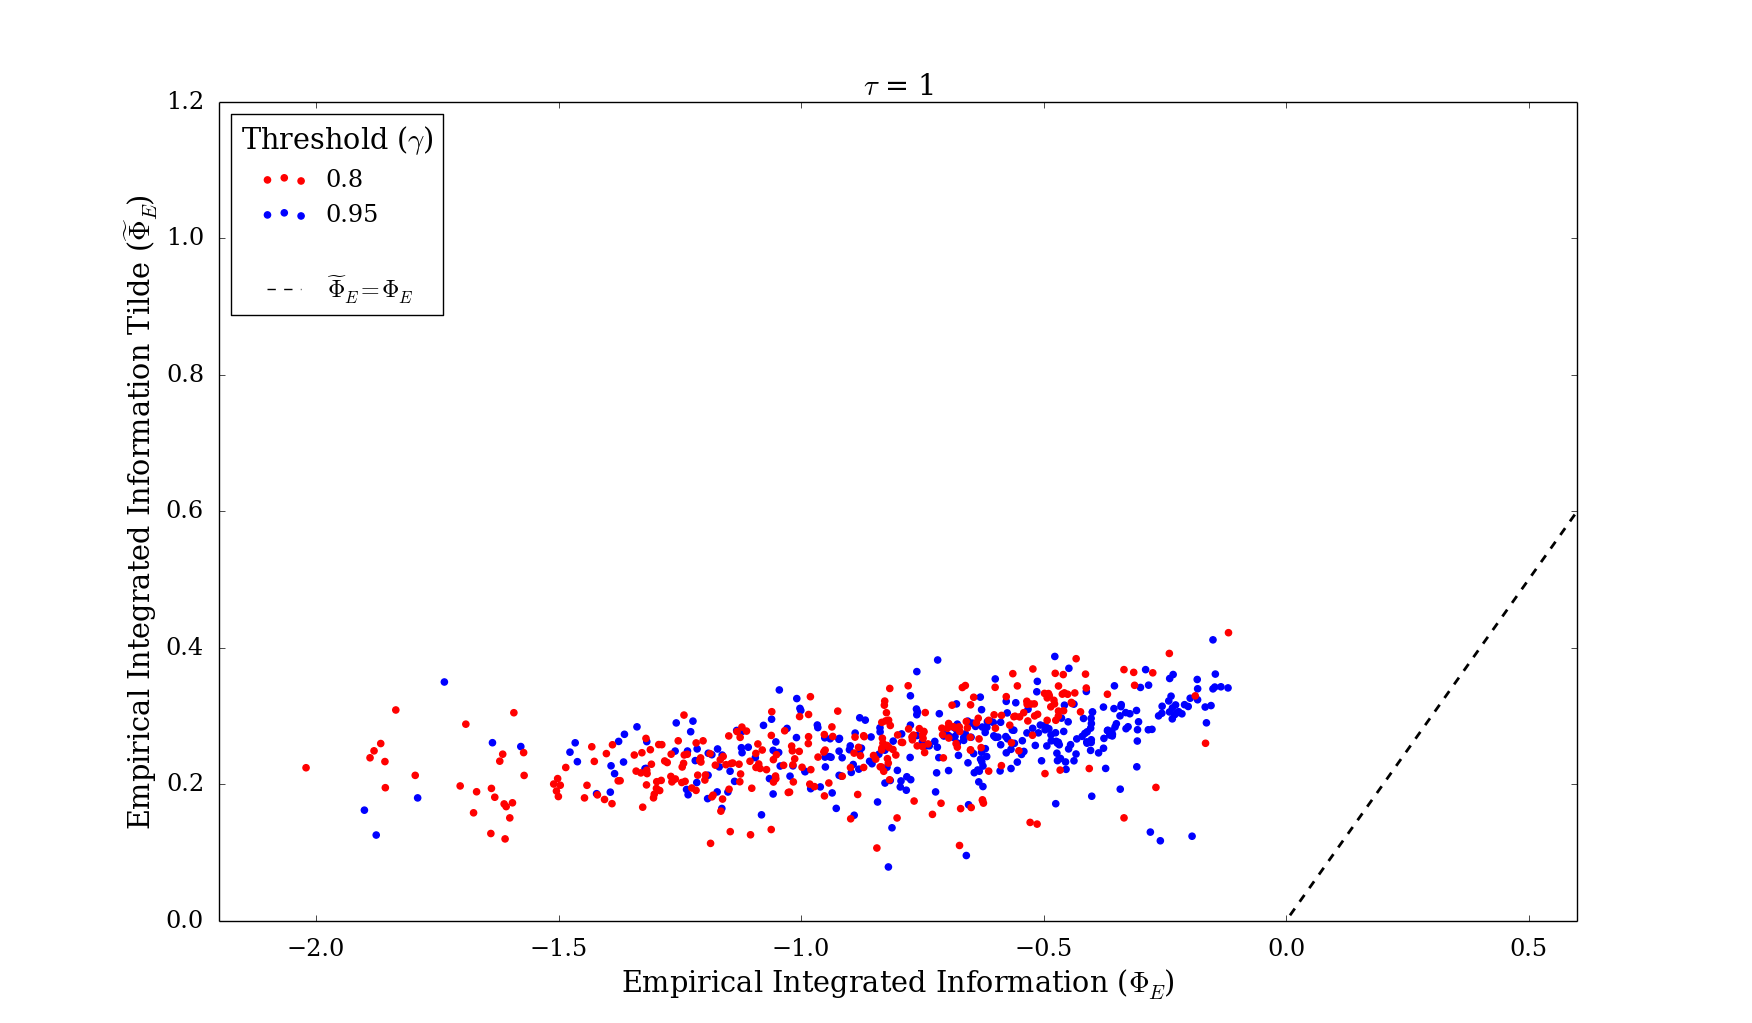 τ = 1
1.2
1.0
0.8
0.6
0.4
0.2
0.0
Empirical Integrated Information Tilde (Φ̃_E)
Threshold (γ)
0.8
0.95
Φ̃_E = Φ_E
−2.0 −1.5 −1.0 −0.5 0.0 0.5
Empirical Integrated Information (Φ_E)